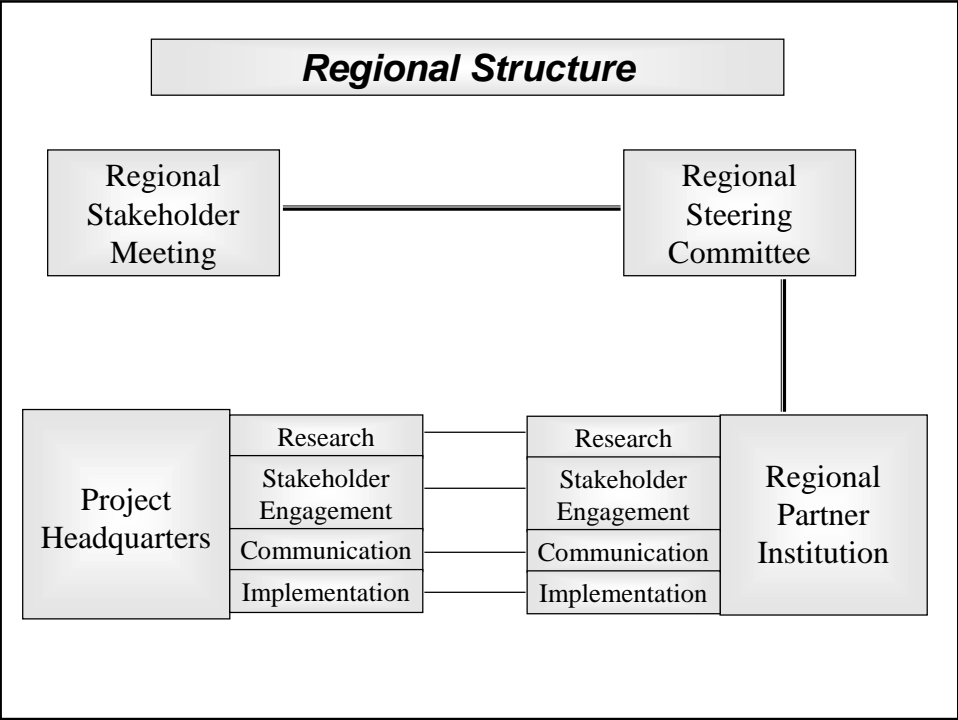 Regional Structure
Regional
Stakeholder
Meeting
Regional
Steering
Committee
Project
Headquarters
Research
Stakeholder
Engagement
Communication
Implementation
Research
Stakeholder
Engagement
Communication
Implementation
Regional
Partner
Institution